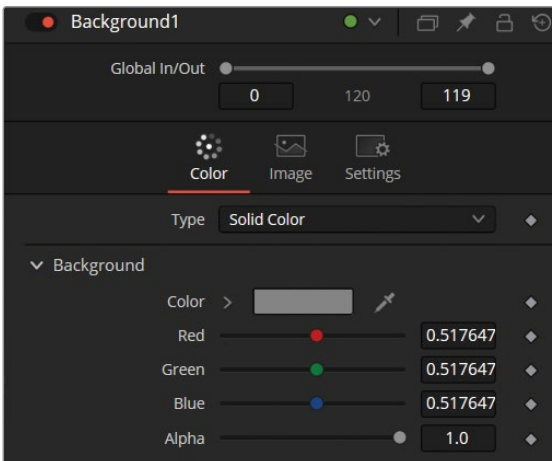 Background1
Global In/Out
0 120 119
Color Image Settings
Type Solid Color
Background
Color
Red 0.517647
Green 0.517647
Blue 0.517647
Alpha 1.0